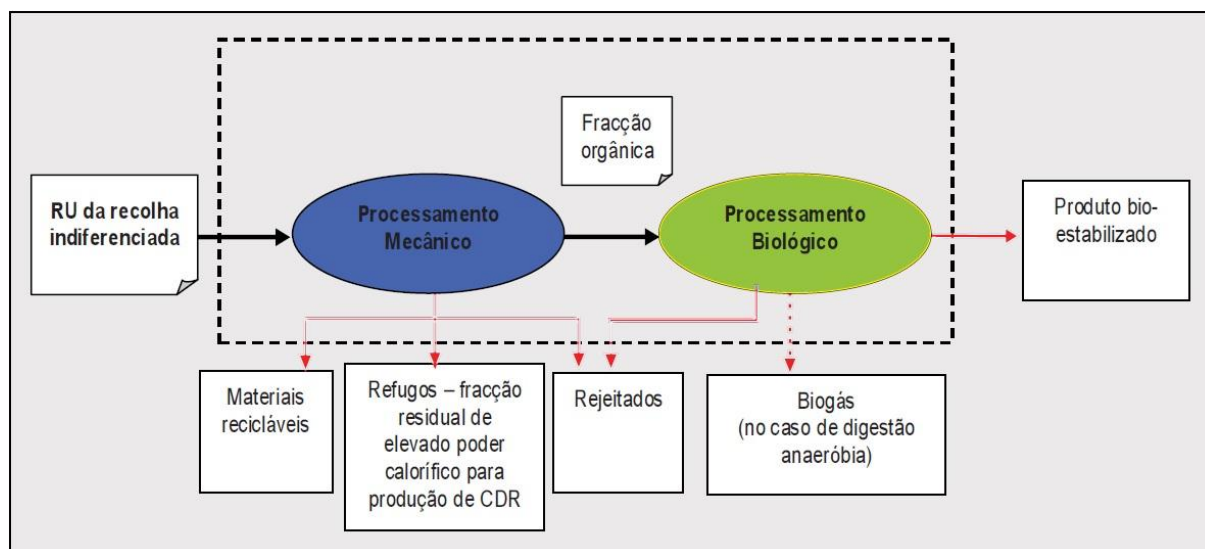 Fracção
orgânica
RU da recolha
indiferenciada
Processamento
Mecânico
Processamento
Biológico
Produto bio-
estabilizado
Materiais
recicláveis
Refugos – fracção
residual de
elevado poder
calorífico para
produção de CDR
Rejeitados
Biogás
(no caso de digestão
anaeróbia)